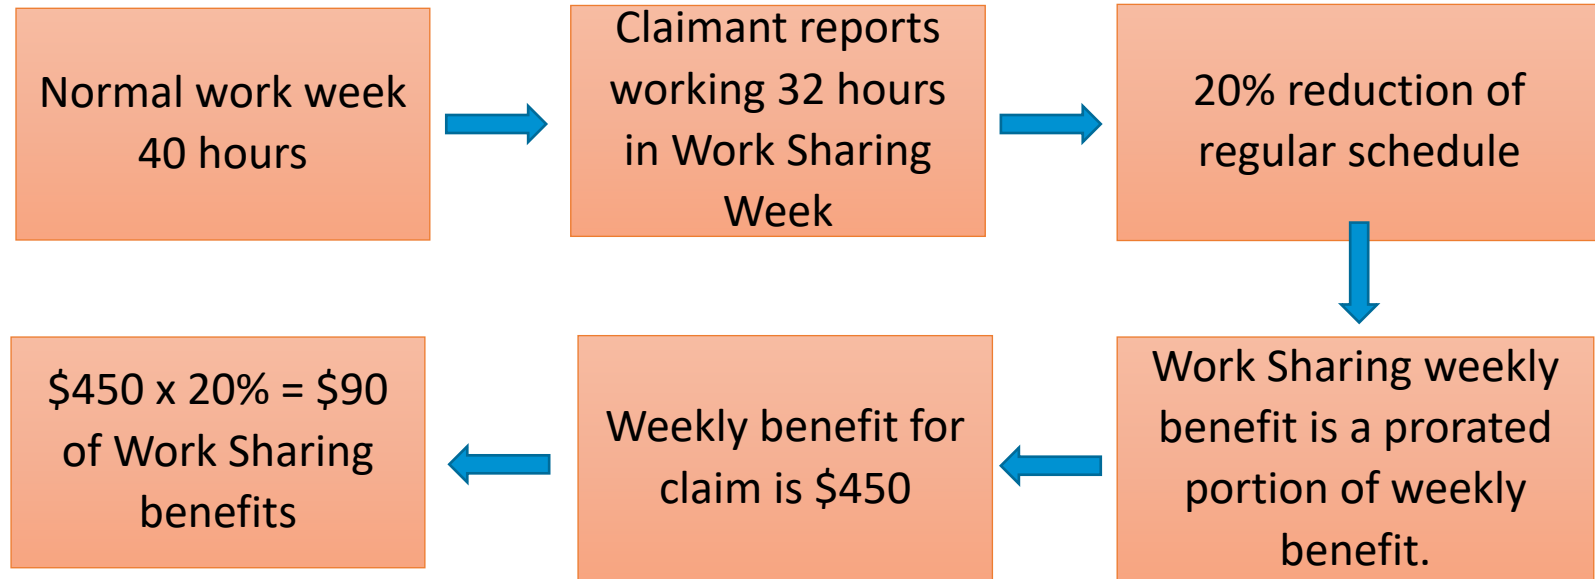 Normal work week
40 hours
Claimant reports
working 32 hours
in Work Sharing
Week
20% reduction of
regular schedule
Work Sharing weekly
benefit is a prorated
portion of weekly
benefit.
Weekly benefit for
claim is $450
$450 x 20% = $90
of Work Sharing
benefits